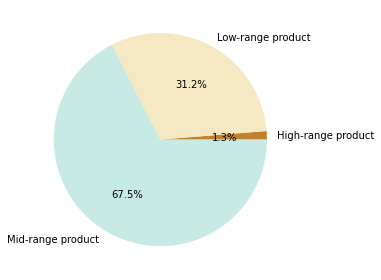 Low-range product
31.2%
1.3%
High-range product
67.5%
Mid-range product